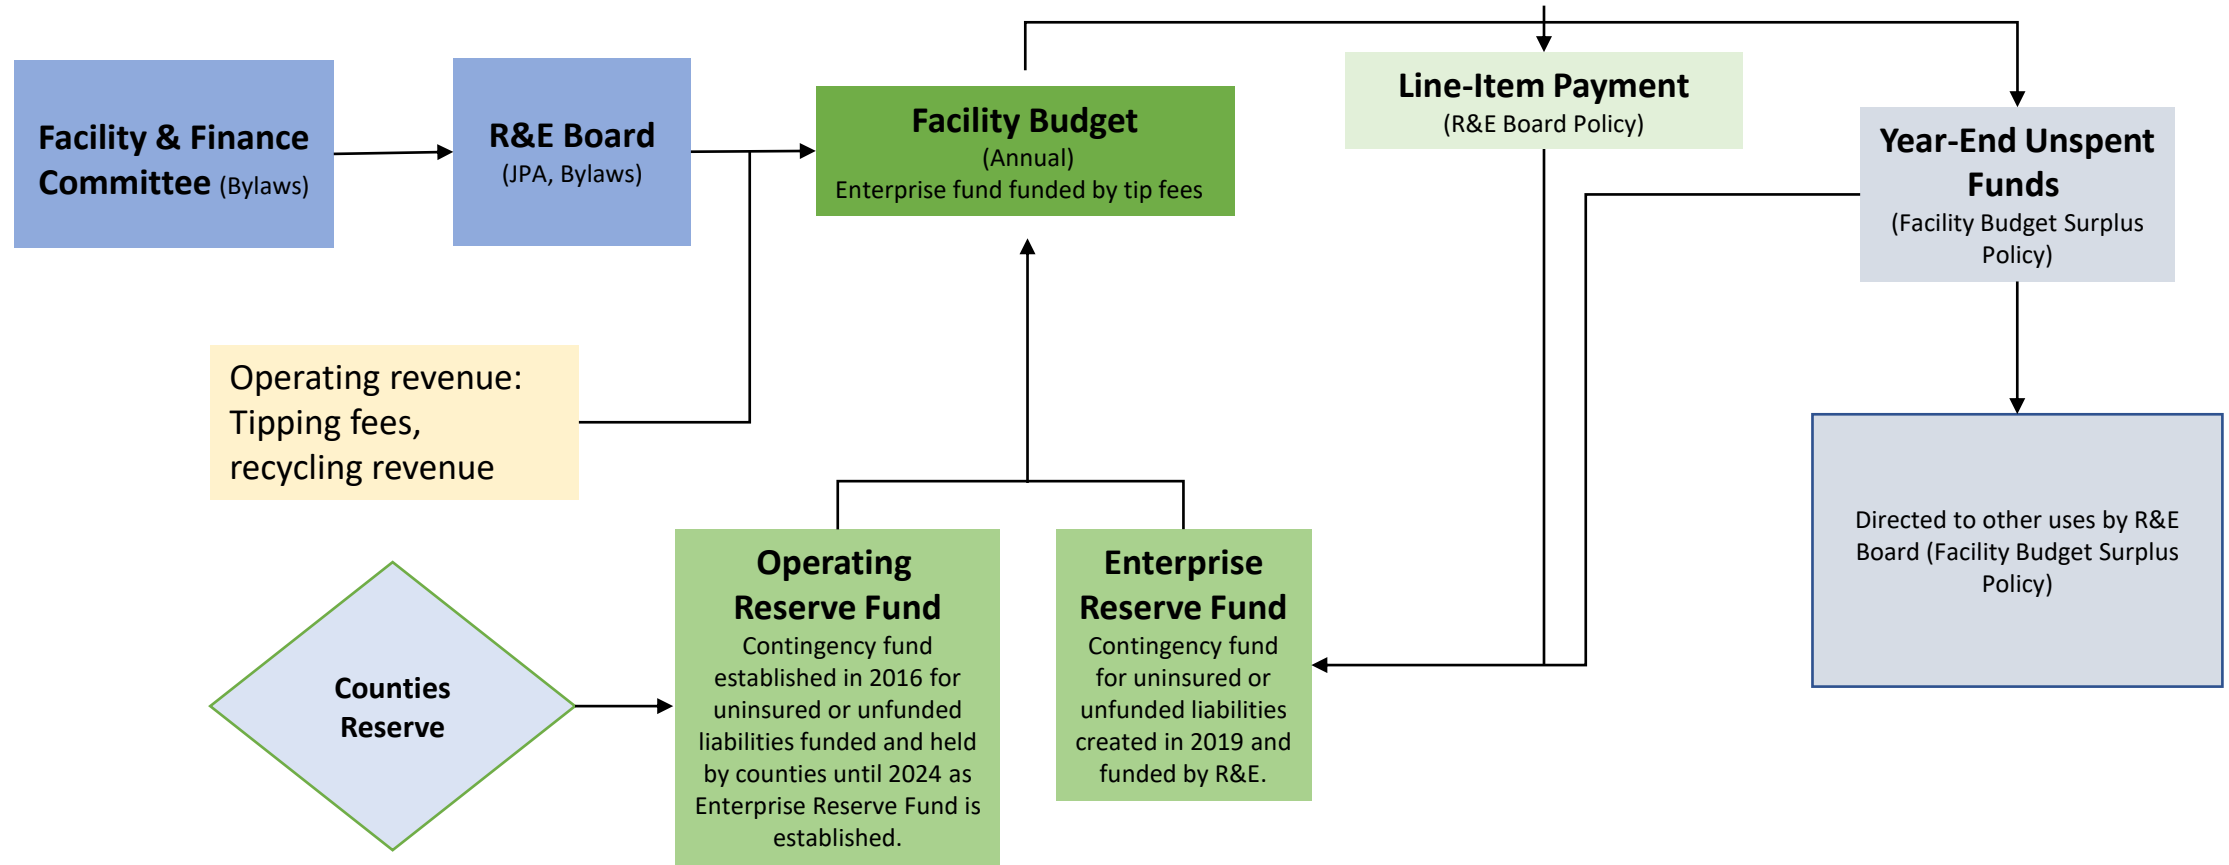 Facility & Finance
Committee (Bylaws)
R&E Board
(JPA, Bylaws)
Facility Budget
(Annual)
Enterprise fund funded by tip fees
Line-Item Payment
(R&E Board Policy)
Year-End Unspent
Funds
(Facility Budget Surplus
Policy)
Operating revenue:
Tipping fees,
recycling revenue
Counties
Reserve
Operating
Reserve Fund
Contingency fund
established in 2016 for
uninsured or unfunded
liabilities funded and held
by counties until 2024 as
Enterprise Reserve Fund is
established.
Enterprise
Reserve Fund
Contingency fund
for uninsured or
unfunded liabilities
created in 2019 and
funded by R&E.
Directed to other uses by R&E
Board (Facility Budget Surplus
Policy)